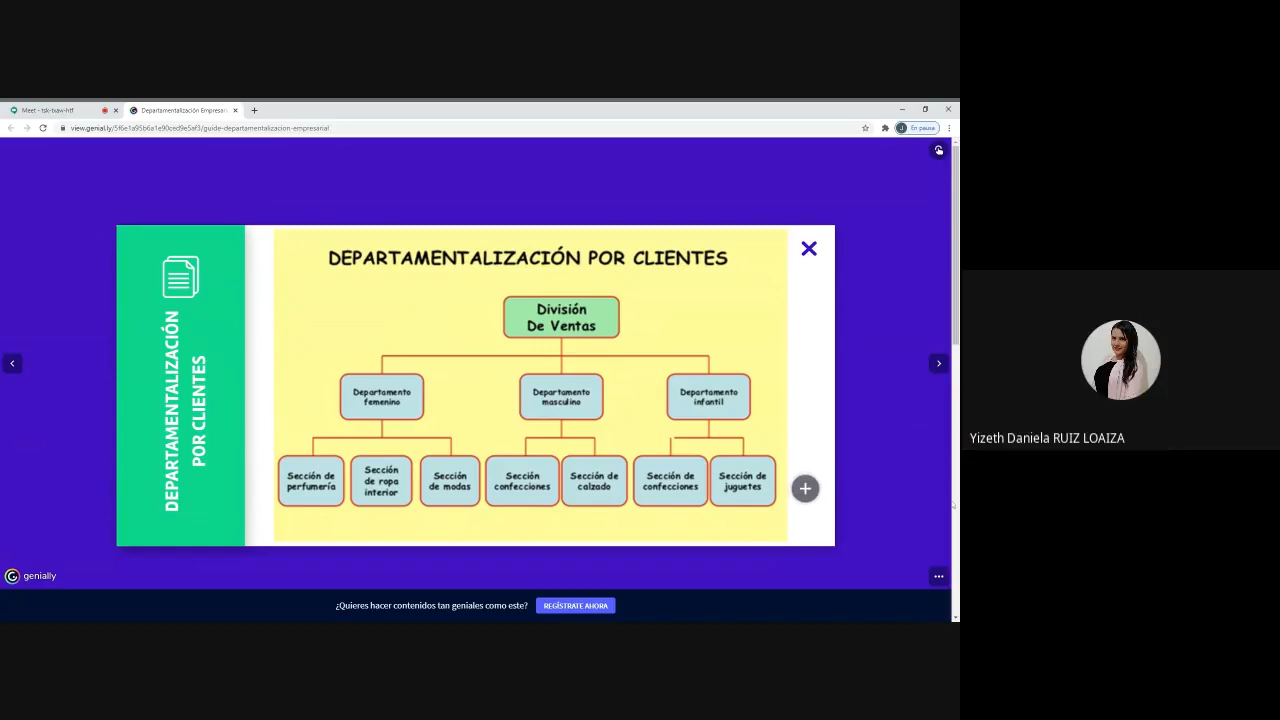 Meet - tsk-txaw-htf
Departamentalización Empresari
view.genial.ly/5f6e1a95b6a1e90ced9e5af3/guide-departamentalizacion-empresarial
J
En pausa
DEPARTAMENTALIZACIÓN
POR CLIENTES
DEPARTAMENTALIZACIÓN POR CLIENTES
División
De Ventas
Departamento
femenino
Departamento
masculino
Departamento
infantil
Sección de
perfumería
Sección
de ropa
interior
Sección
de modas
Sección
confecciones
Sección de
calzado
Sección de
confecciones
Sección de
juguetes
genially
¿Quieres hacer contenidos tan geniales como este?
REGÍSTRATE AHORA
Yizeth Daniela RUIZ LOAIZA